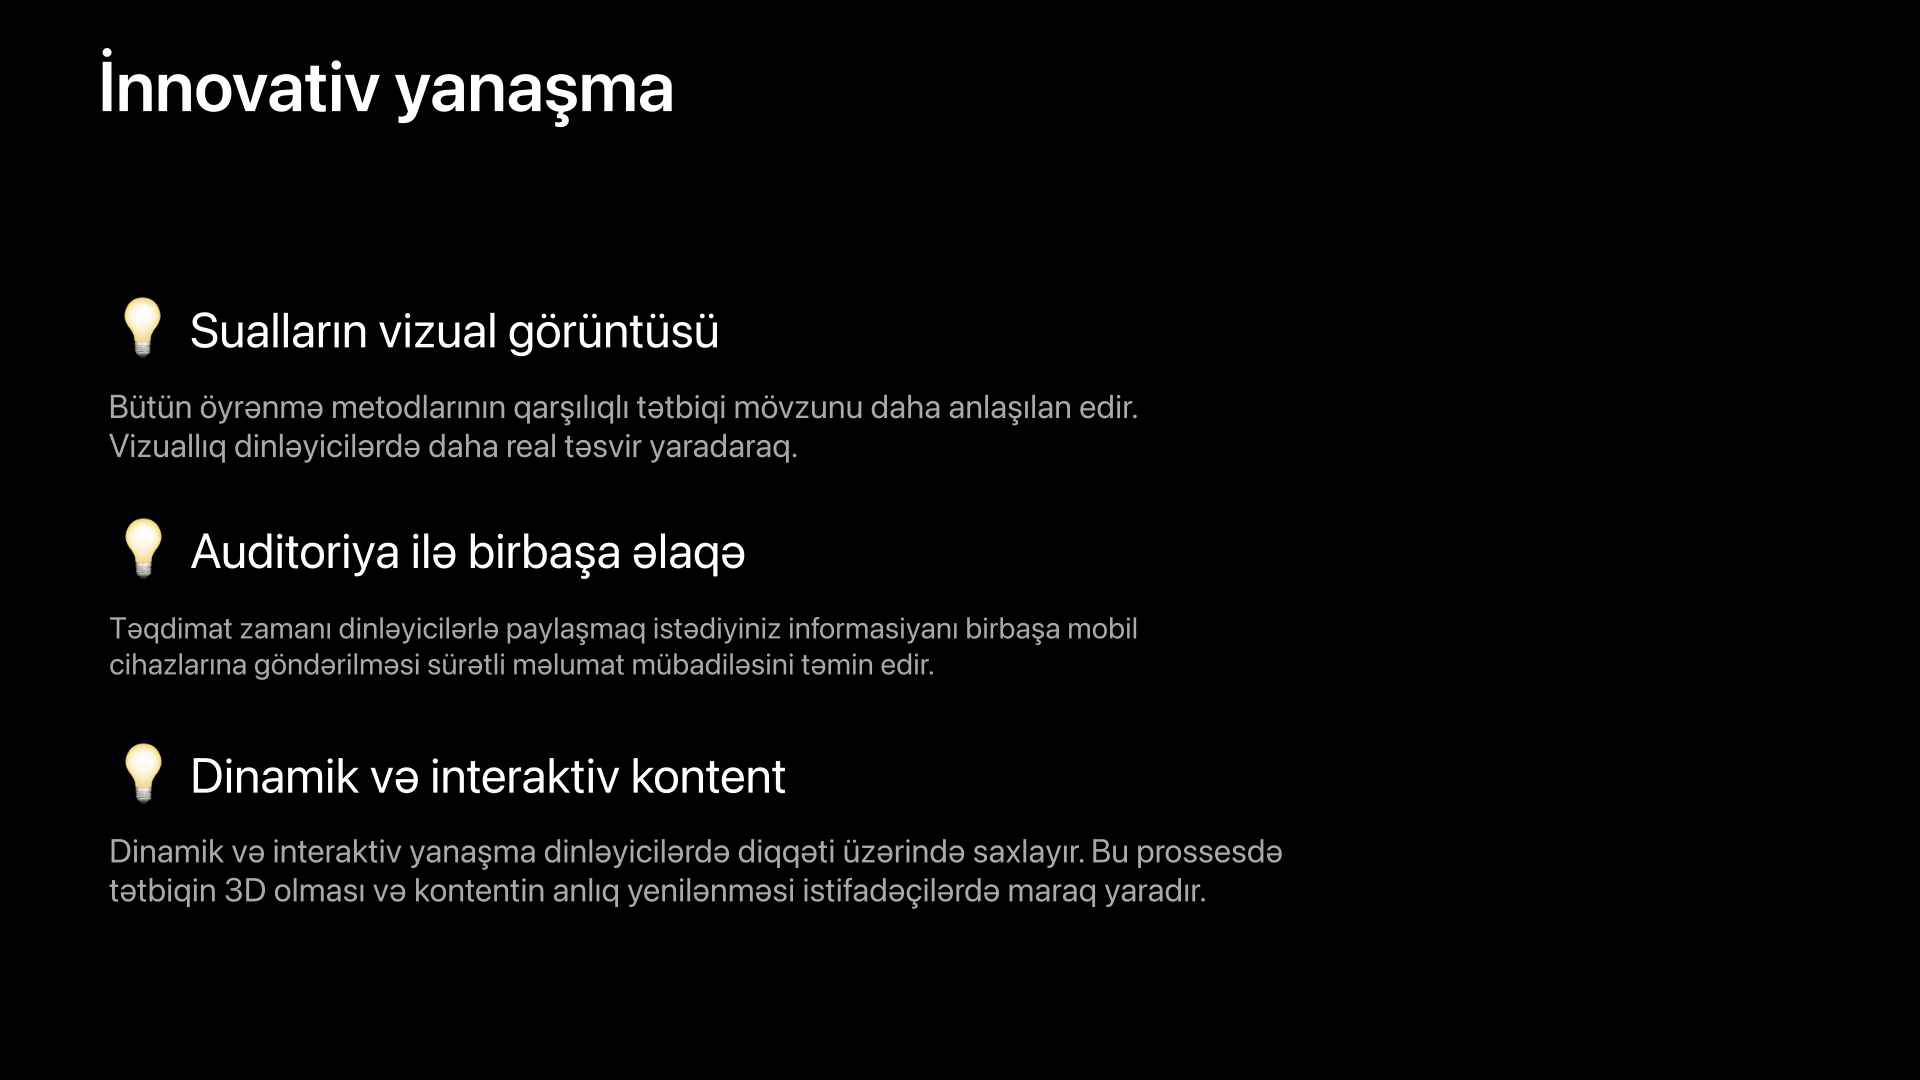 İnnovativ yanaşma
Sualların vizual görüntüsü
Bütün öyrənmə metodlarının qarşılıqlı tətbiqi mövzunu daha anlaşılan edir.
Vizuallıq dinləyicilərdə daha real təsvir yaradaraq.
Auditoriya ilə birbaşa əlaqə
Təqdimat zamanı dinləyicilərlə paylaşmaq istədiyiniz informasiyanı birbaşa mobil
cihazlarına göndərilməsi sürətli məlumat mübadiləsini təmin edir.
Dinamik və interaktiv kontent
Dinamik və interaktiv yanaşma dinləyicilərdə diqqəti üzərində saxlayır. Bu prossesdə
tətbiqin 3D olması və kontentin anlıq yenilənməsi istifadəçilərdə maraq yaradır.